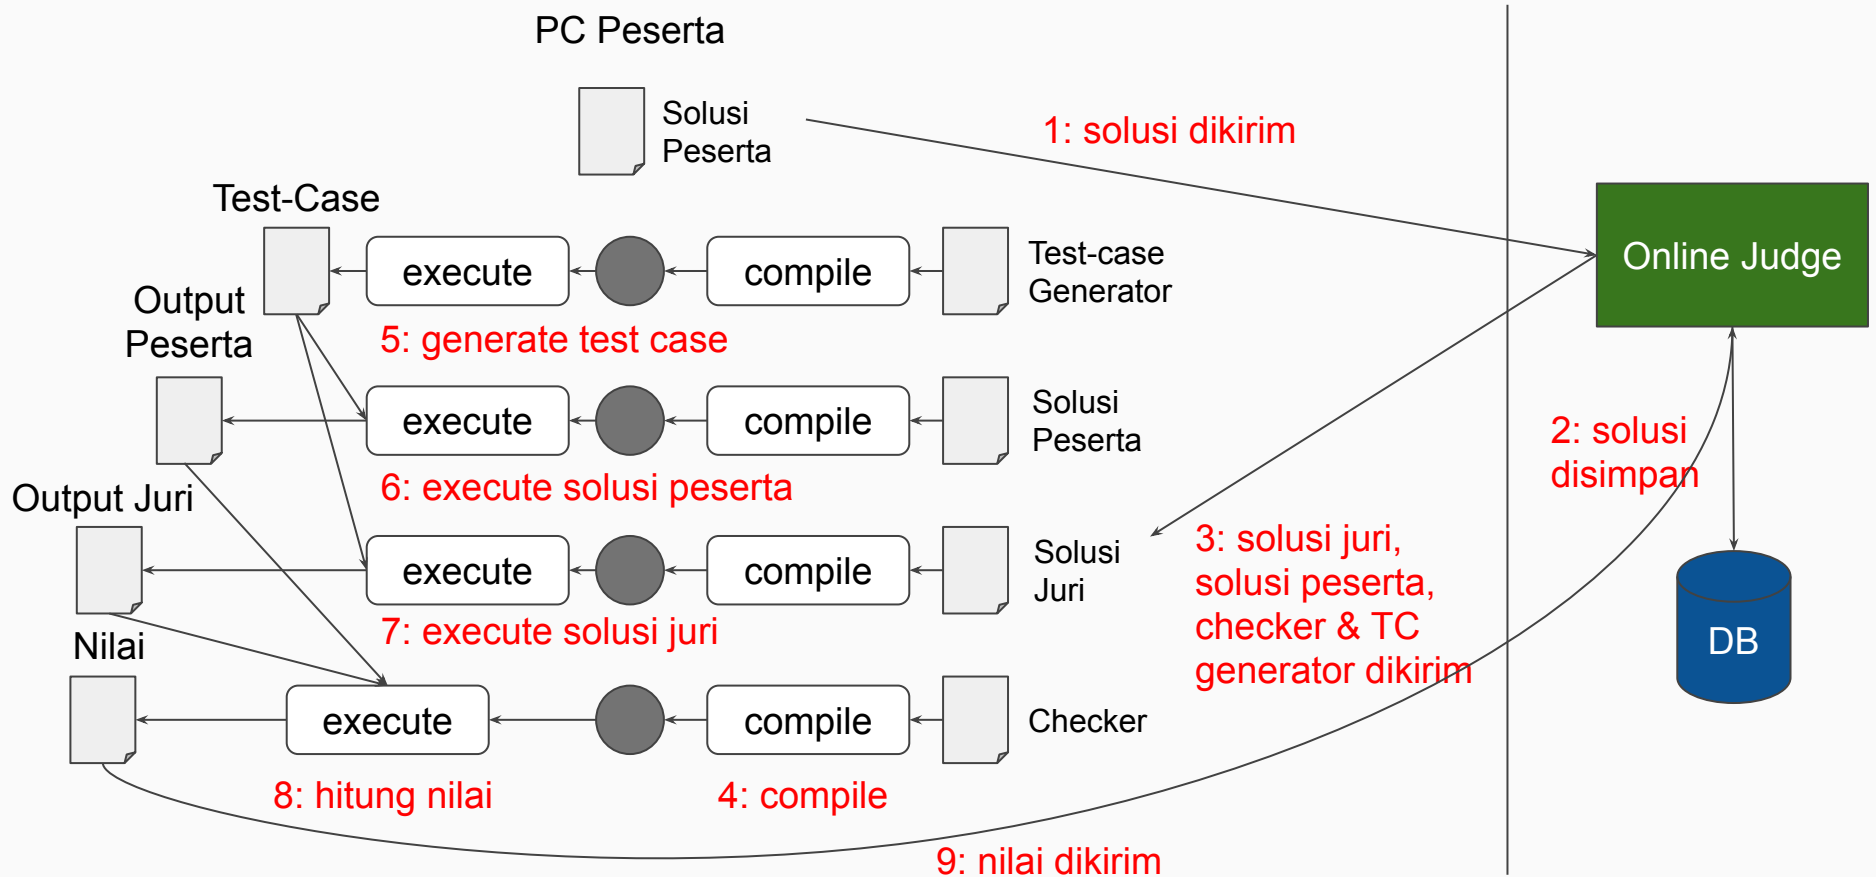 PC Peserta
Solusi
Peserta
1: solusi dikirim
Online Judge
Test-Case
execute
compile
Test-case
Generator
5: generate test case
Output
Peserta
execute
compile
Solusi
Peserta
6: execute solusi peserta
2: solusi
disimpan
Output Juri
execute
compile
Solusi
Juri
7: execute solusi juri
3: solusi juri,
solusi peserta,
checker & TC
generator dikirim
DB
Nilai
execute
compile
Checker
8: hitung nilai
4: compile
9: nilai dikirim